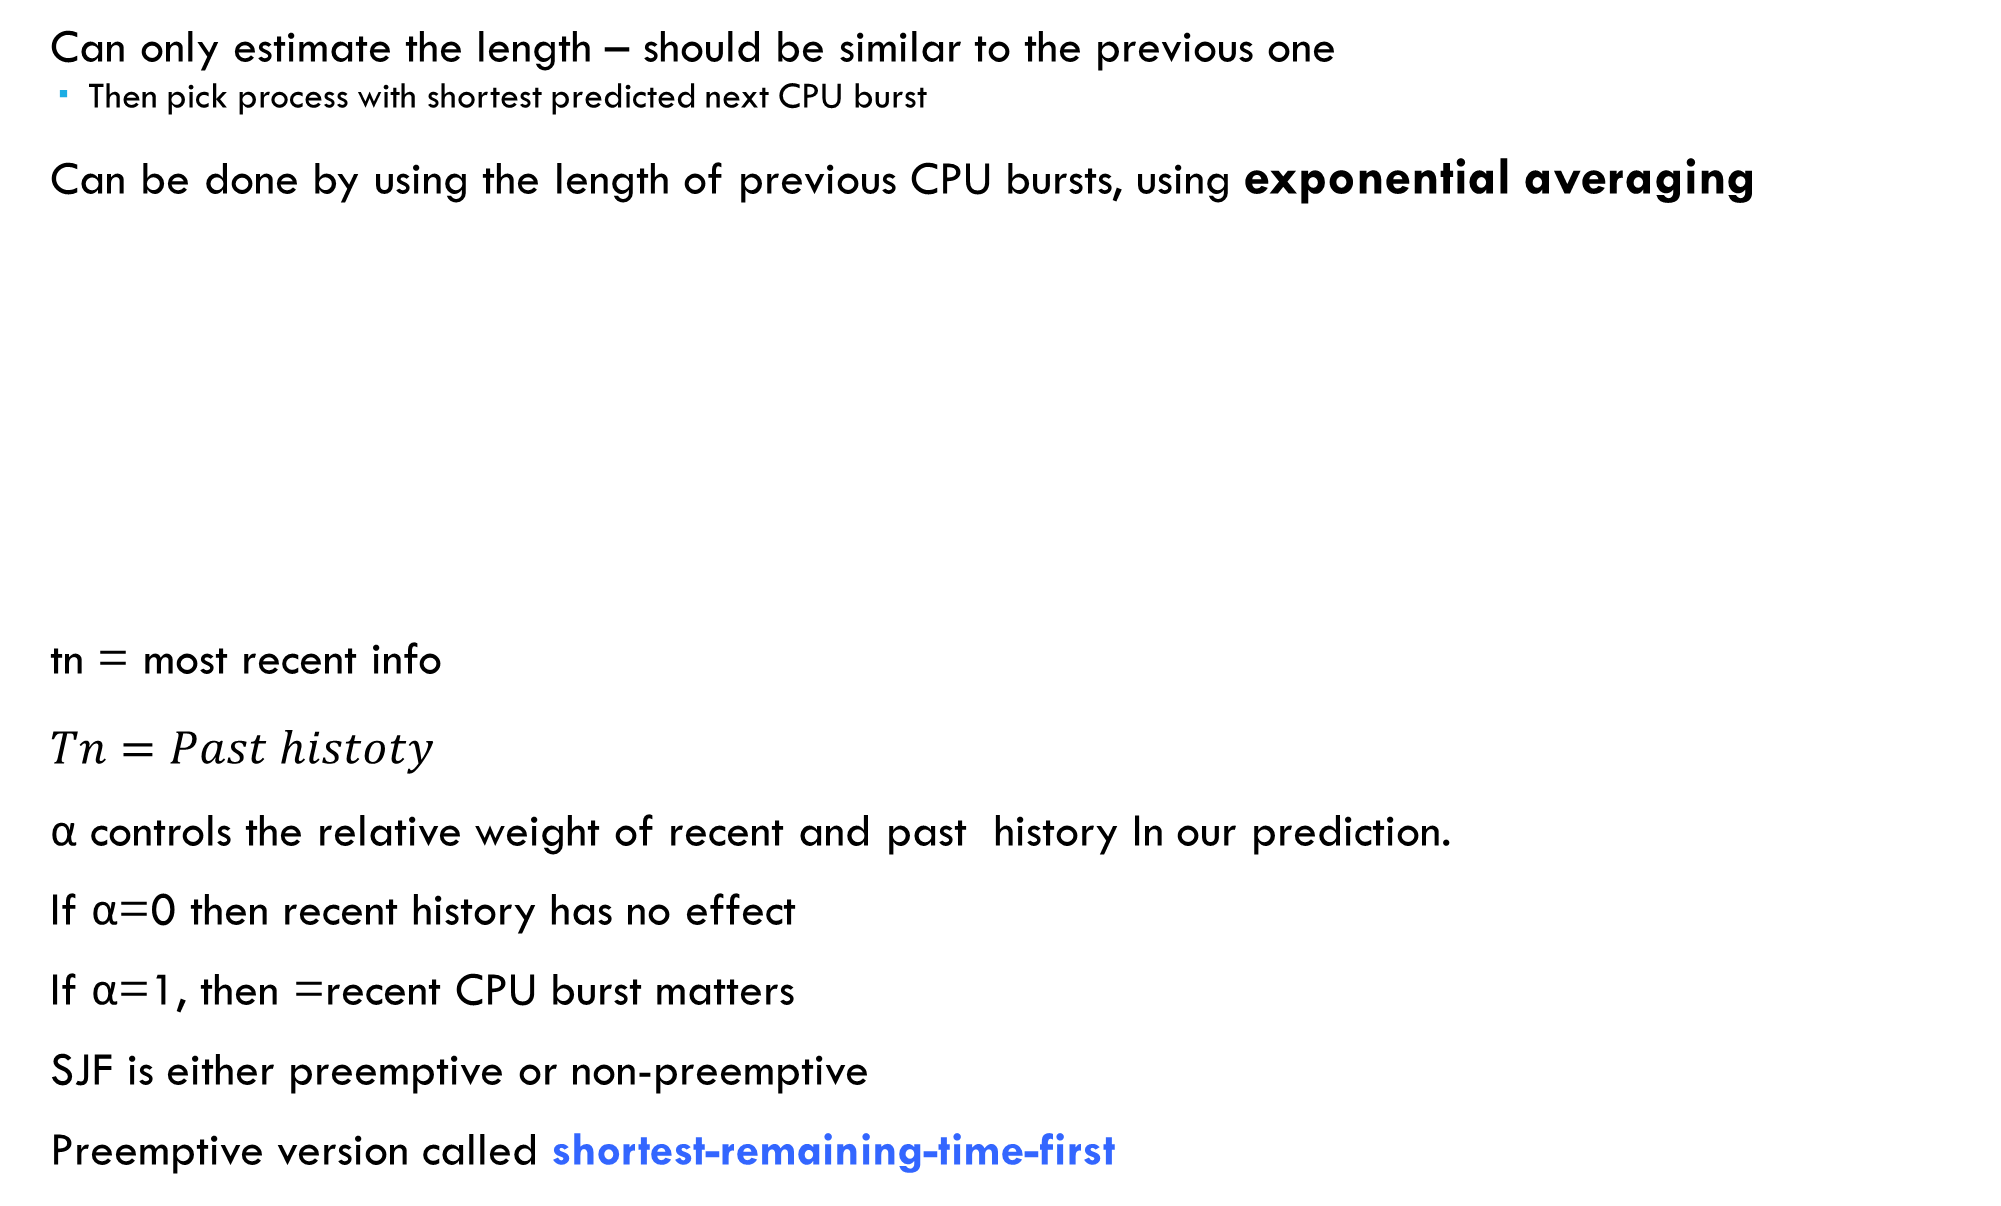 Can only estimate the length – should be similar to the previous one
▪ Then pick process with shortest predicted next CPU burst
Can be done by using the length of previous CPU bursts, using exponential averaging
tn = most recent info
Tn = Past histoty
α controls the relative weight of recent and past  history In our prediction.
If α=0 then recent history has no effect
If α=1, then =recent CPU burst matters
SJF is either preemptive or non-preemptive
Preemptive version called shortest-remaining-time-first